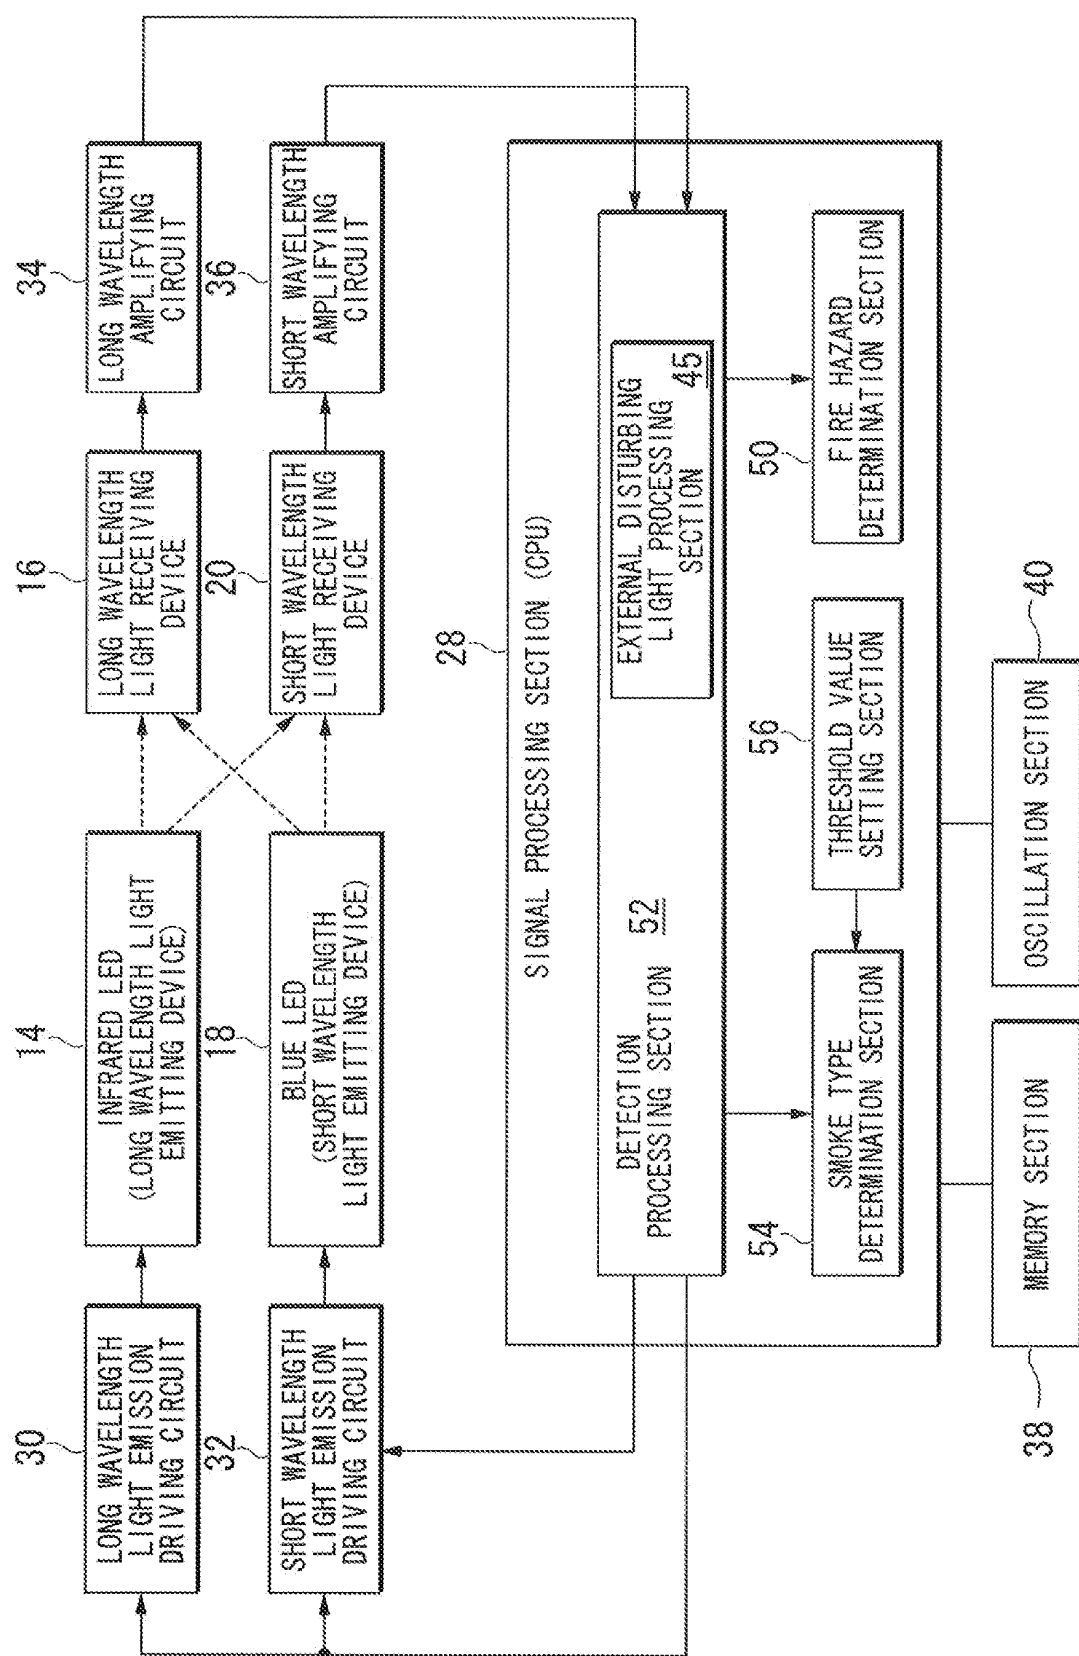 30
LONG WAVELENGTH
LIGHT EMISSION
DRIVING CIRCUIT
14
INFRARED LED
(LONG WAVELENGTH LIGHT
EMITTING DEVICE)
16
LONG WAVELENGTH
LIGHT RECEIVING
DEVICE
34
LONG WAVELENGTH
AMPLIFYING
CIRCUIT
32
SHORT WAVELENGTH
LIGHT EMISSION
DRIVING CIRCUIT
18
BLUE LED
(SHORT WAVELENGTH
LIGHT EMITTING DEVICE)
20
SHORT WAVELENGTH
LIGHT RECEIVING
DEVICE
36
SHORT WAVELENGTH
AMPLIFYING
CIRCUIT
28
SIGNAL PROCESSING SECTION (CPU)
DETECTION
PROCESSING SECTION 52
EXTERNAL DISTURBING
LIGHT PROCESSING
SECTION 45
54
SMOKE TYPE
DETERMINATION SECTION
56
THRESHOLD VALUE
SETTING SECTION
50
FIRE HAZARD
DETERMINATION SECTION
38
MEMORY SECTION
OSCILLATION SECTION
40